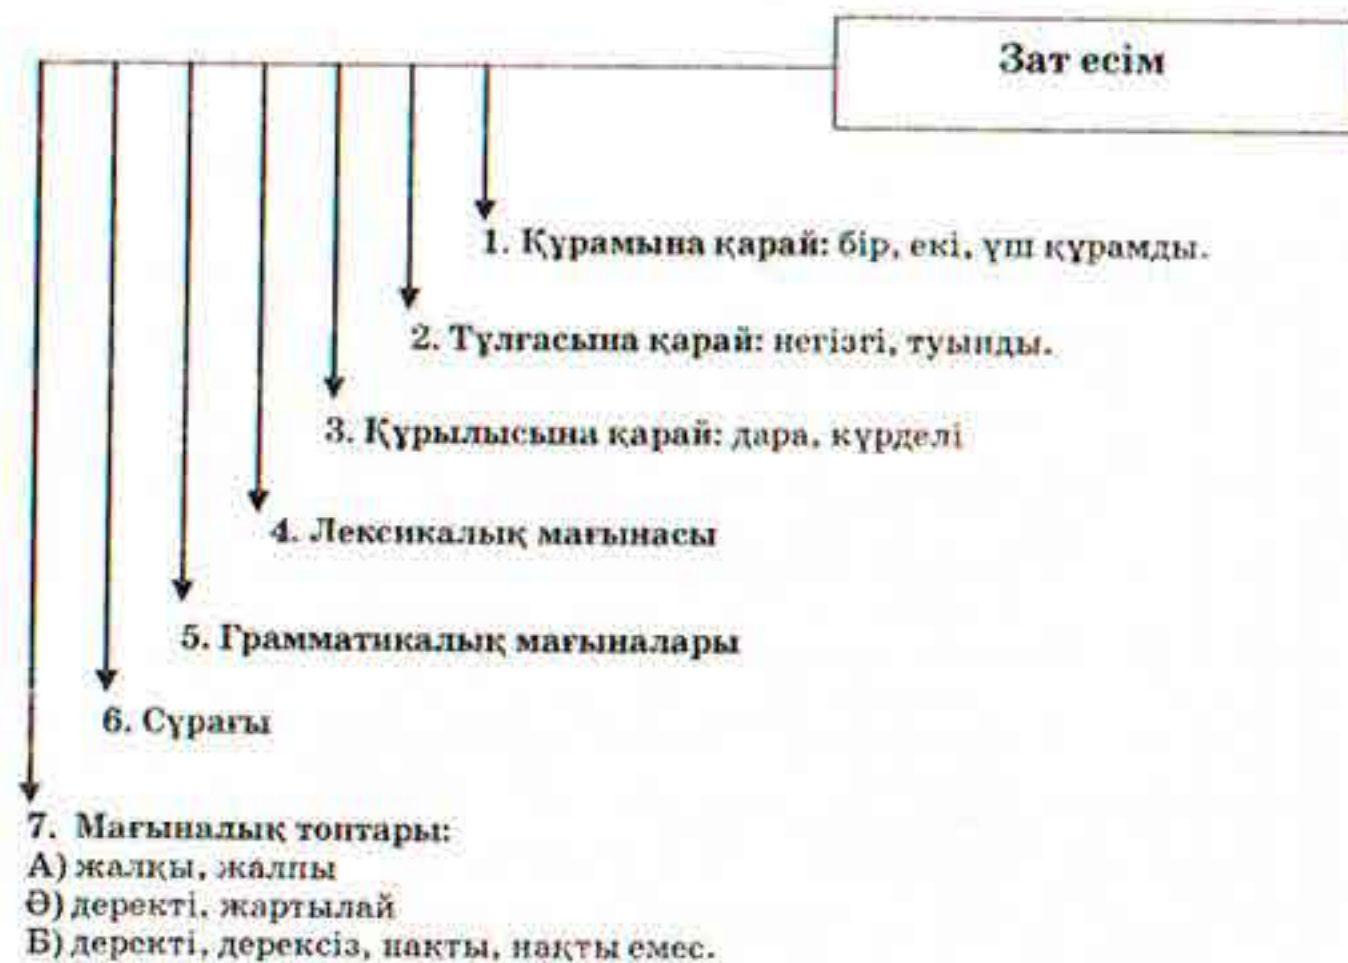 Зат есім
1. Құрамына қарай: бір, екі, үш құрамды.
2. Тұлғасына қарай: негізгі, туынды.
3. Құрылысына қарай: дара, күрделі
4. Лексикалық мағынасы
5. Грамматикалық мағыналары
6. Сұрағы
7. Мағыналық топтары:
А) жалқы, жалпы
Ә) деректі, жартылай
Б) деректі, дерексіз, нақты, нақты емес.